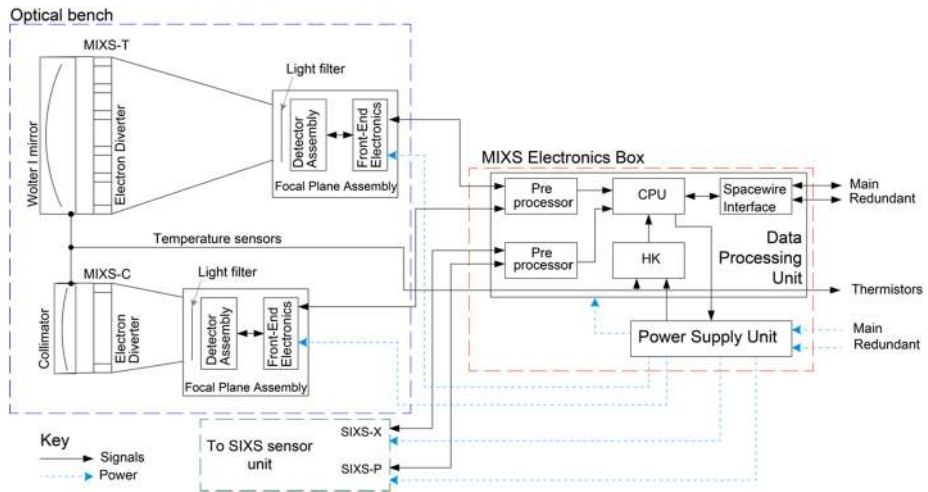 Optical bench
MIXS-T
Light filter
Wolter I mirror
Electron Diverter
Detector
Assembly
Front-End
Electronics
Focal Plane Assembly
MIXS Electronics Box
Pre
processor
CPU
Spacewire
Interface
Main
Redundant
Temperature sensors
Pre
processor
HK
Data
Processing
Unit
Thermistors
MIXS-C
Light filter
Collimator
Electron
Diverter
Detector
Assembly
Front-End
Electronics
Focal Plane Assembly
Power Supply Unit
Main
Redundant
Key
Signals
Power
To SIXS sensor
unit
SIXS-X
SIXS-P